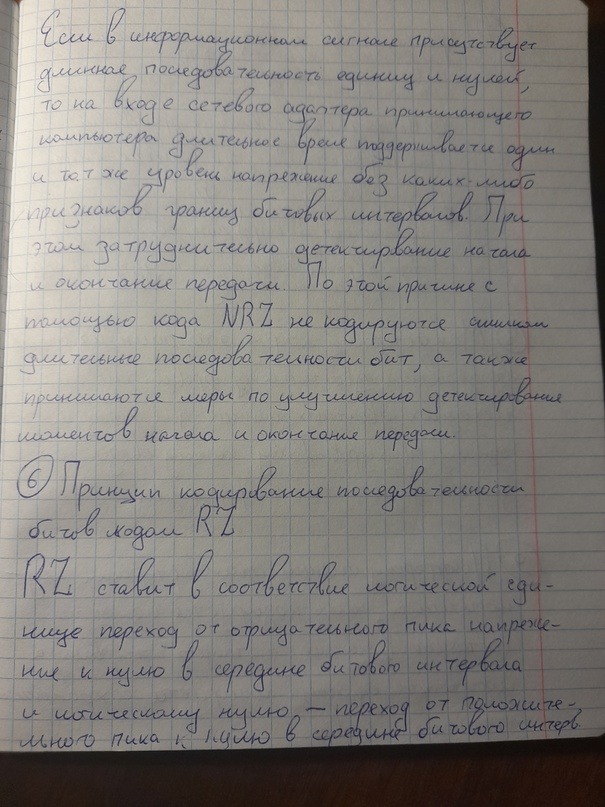 Если в информационном сигнале присутствует
длинная последовательность единиц и нулей,
то на входе сетевого адаптера принимающего
компьютера длительное время поддерживается один
и тот же уровень напряжение без каких-либо
признаков границ битовых интервалов. При
этом затруднительно детектирование начала
и окончание передачи. По этой причине с
помощью кода NRZ не кодируются слишком
длительные последовательности бит, а также
принимаются меры по улучшению детектирования
моментов начала и окончание передачи.
6 Принцип кодирование последовательности
битов кодом RZ
RZ ставит в соответствие логической еди-
нице переход от отрицательного пика напряже-
ние к нулю в середине битового интервала
и логическому нулю — переход от положите-
льного пика к нулю в середине битового интерв